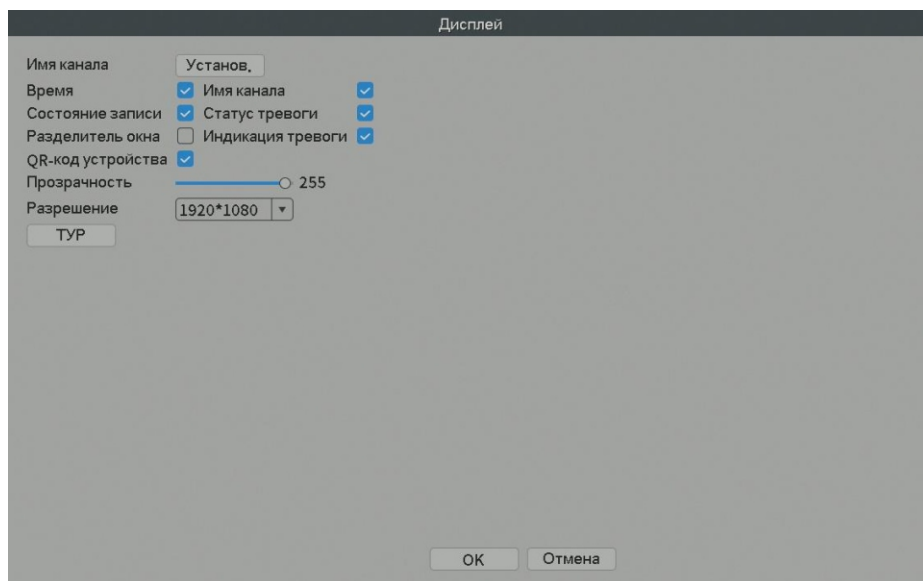 Дисплей
Имя канала Установ.
Время Имя канала
Состояние записи Статус тревоги
Разделитель окна Индикация тревоги
QR-код устройства
Прозрачность 255
Разрешение 1920*1080
ТУР
OK Отмена